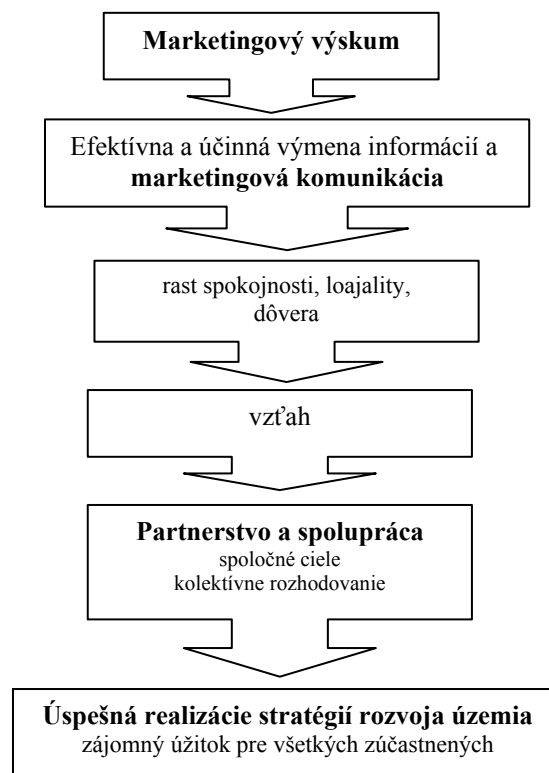 Marketingový výskum
Efektívna a účinná výmena informácií a
marketingová komunikácia
rast spokojnosti, loajality,
dôvera
vzťah
Partnerstvo a spolupráca
spoločné ciele
kolektívne rozhodovanie
Úspešná realizácie stratégií rozvoja územia
zájomný úžitok pre všetkých zúčastnených